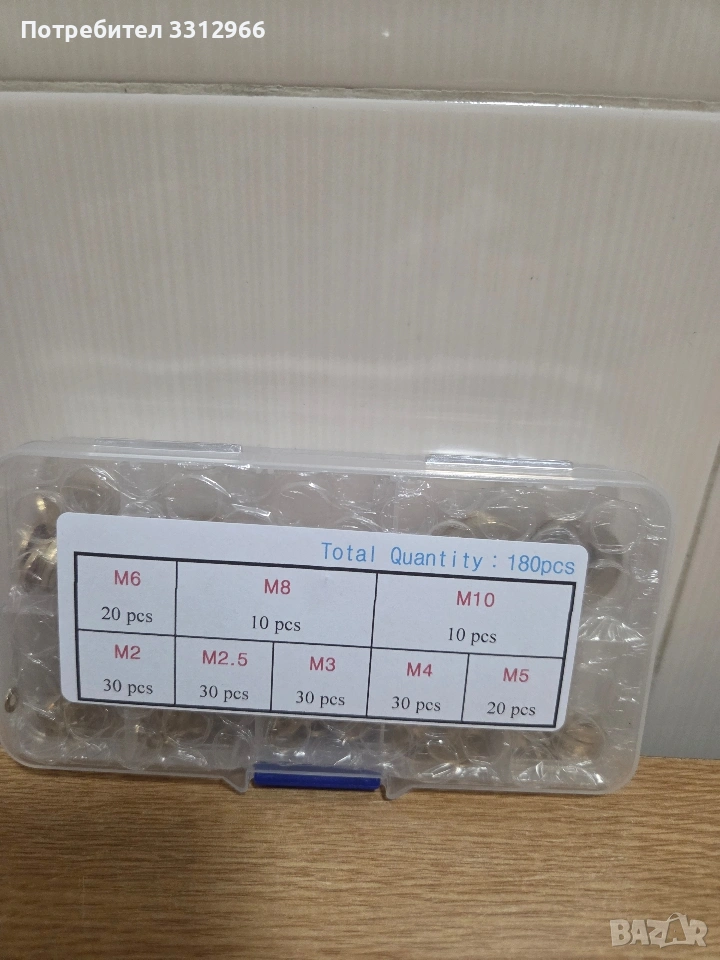 Потребител 3312966
Total Quantity: 180pcs
M6 M8 M10
20 pcs 10 pcs 10 pcs
M2 M2.5 M3 M4 M5
30 pcs 30 pcs 30 pcs 30 pcs 20 pcs
BAZAR